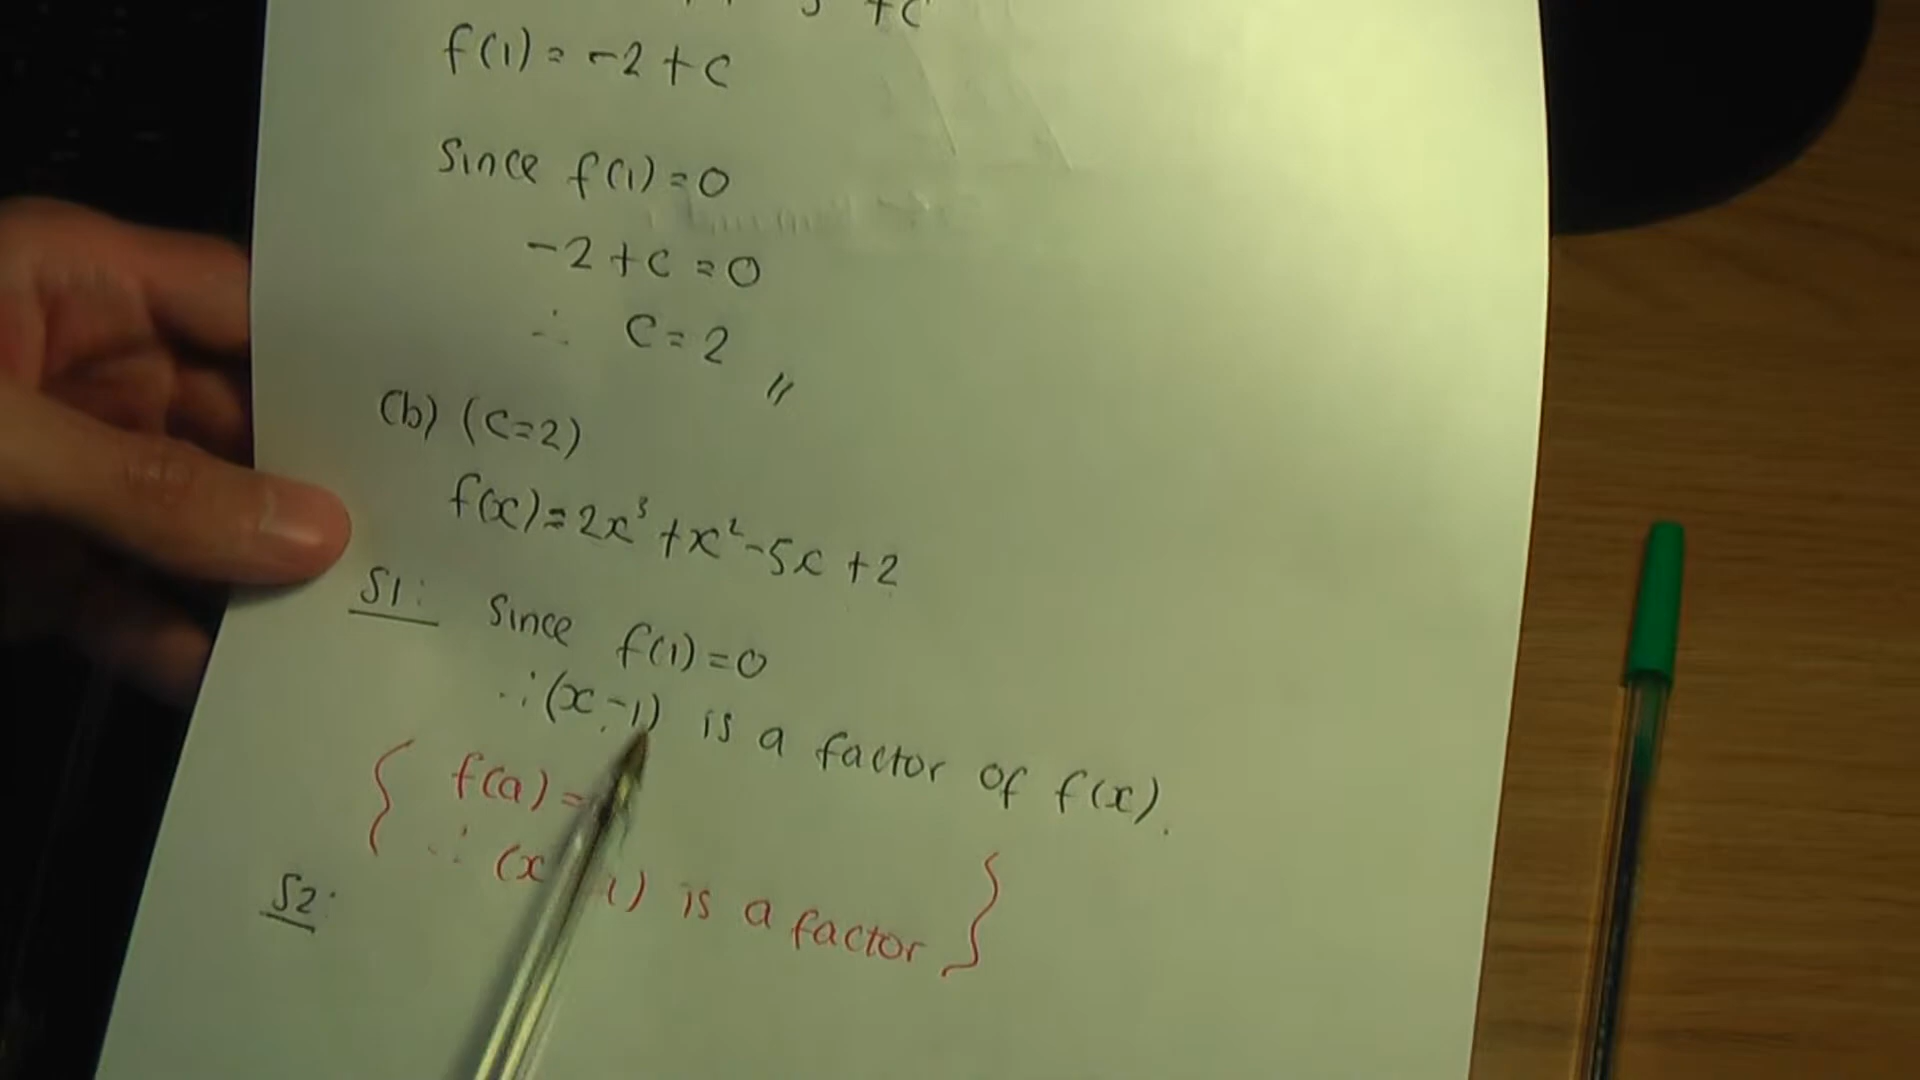 +C
f(1) = -2 + C
Since f(1) = 0
-2 + C = 0
∴ C = 2 //
(b) (C=2)
f(x) = 2x³ + x² - 5x + 2
S1: Since f(1) = 0
∴ (x - 1) is a factor of f(x).
{ f(a) =
∴ (x 1) is a factor }
S2: